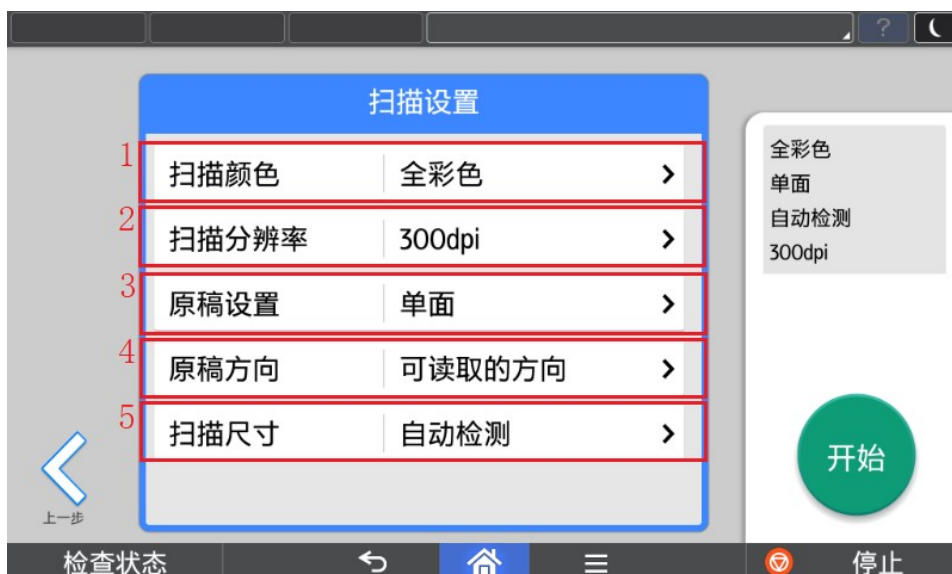 ?
扫描设置
1 扫描颜色 全彩色
2 扫描分辨率 300dpi
3 原稿设置 单面
4 原稿方向 可读取的方向
5 扫描尺寸 自动检测
全彩色
单面
自动检测
300dpi
开始
上一步
检查状态 停止